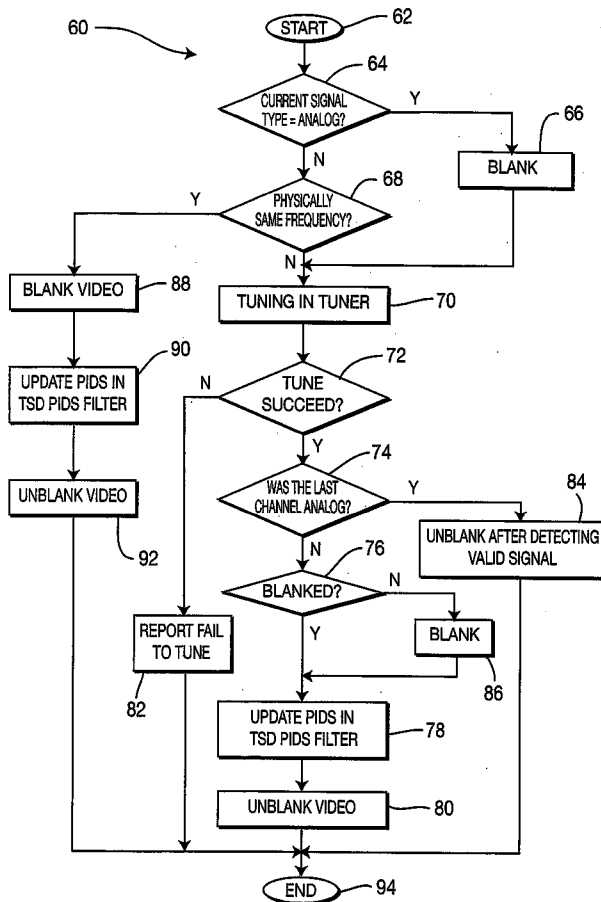 60
START
62
64
CURRENT SIGNAL
TYPE = ANALOG?
Y
66
BLANK
N
68
PHYSICALLY
SAME FREQUENCY?
Y
N
BLANK VIDEO
88
TUNING IN TUNER
70
90
UPDATE PIDS IN
TSD PIDS FILTER
72
TUNE
SUCCEED?
N
Y
74
WAS THE LAST
CHANNEL ANALOG?
Y
84
UNBLANK AFTER DETECTING
VALID SIGNAL
UNBLANK VIDEO
92
N
76
BLANKED?
N
Y
BLANK
86
REPORT FAIL
TO TUNE
82
UPDATE PIDS IN
TSD PIDS FILTER
78
UNBLANK VIDEO
80
END
94